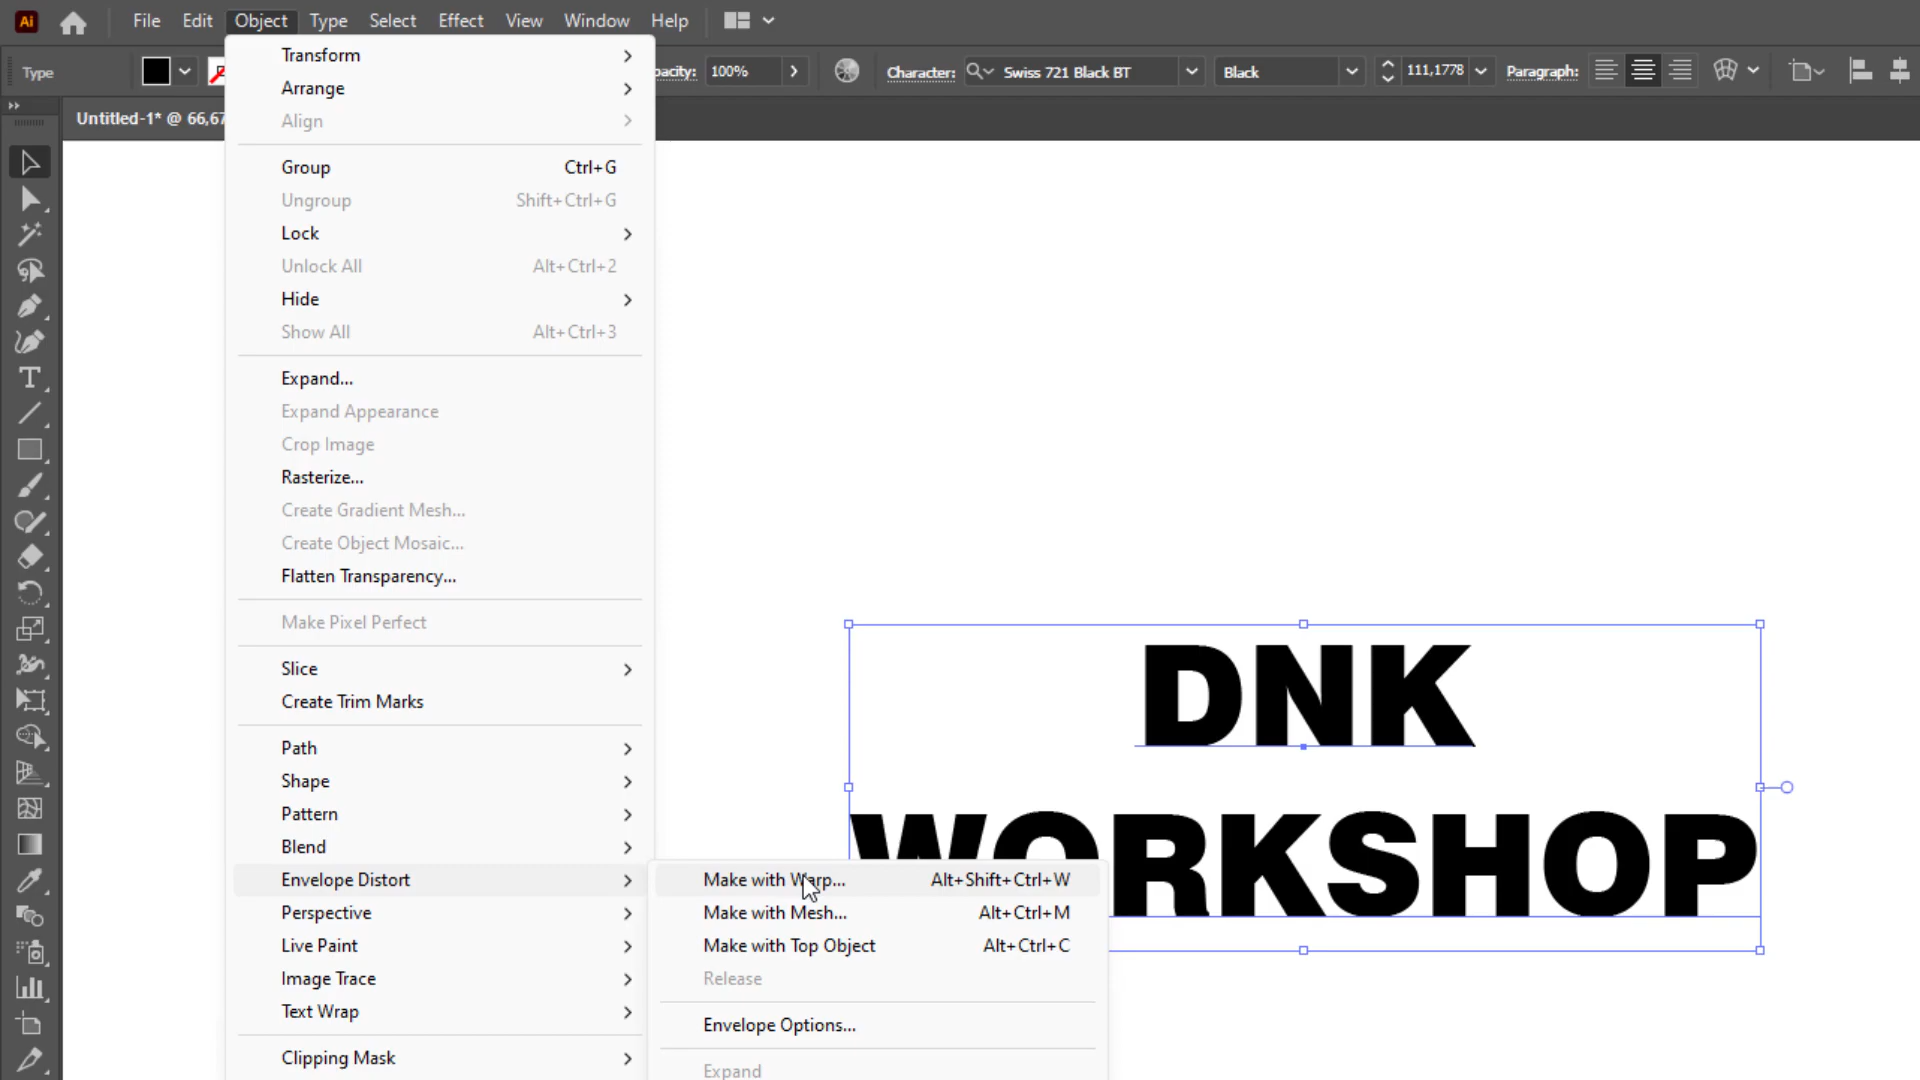 Ai File Edit Object Type Select Effect View Window Help
Type pacity: 100% Character: Swiss 721 Black BT Black 111,1778 Paragraph:
Untitled-1* @ 66,67
Transform
Arrange
Align
Group Ctrl+G
Ungroup Shift+Ctrl+G
Lock
Unlock All Alt+Ctrl+2
Hide
Show All Alt+Ctrl+3
Expand...
Expand Appearance
Crop Image
Rasterize...
Create Gradient Mesh...
Create Object Mosaic...
Flatten Transparency...
Make Pixel Perfect
Slice
Create Trim Marks
Path
Shape
Pattern
Blend
Envelope Distort
Perspective
Live Paint
Image Trace
Text Wrap
Clipping Mask
Make with Warp... Alt+Shift+Ctrl+W
Make with Mesh... Alt+Ctrl+M
Make with Top Object Alt+Ctrl+C
Release
Envelope Options...
Expand
DNK
WORKSHOP